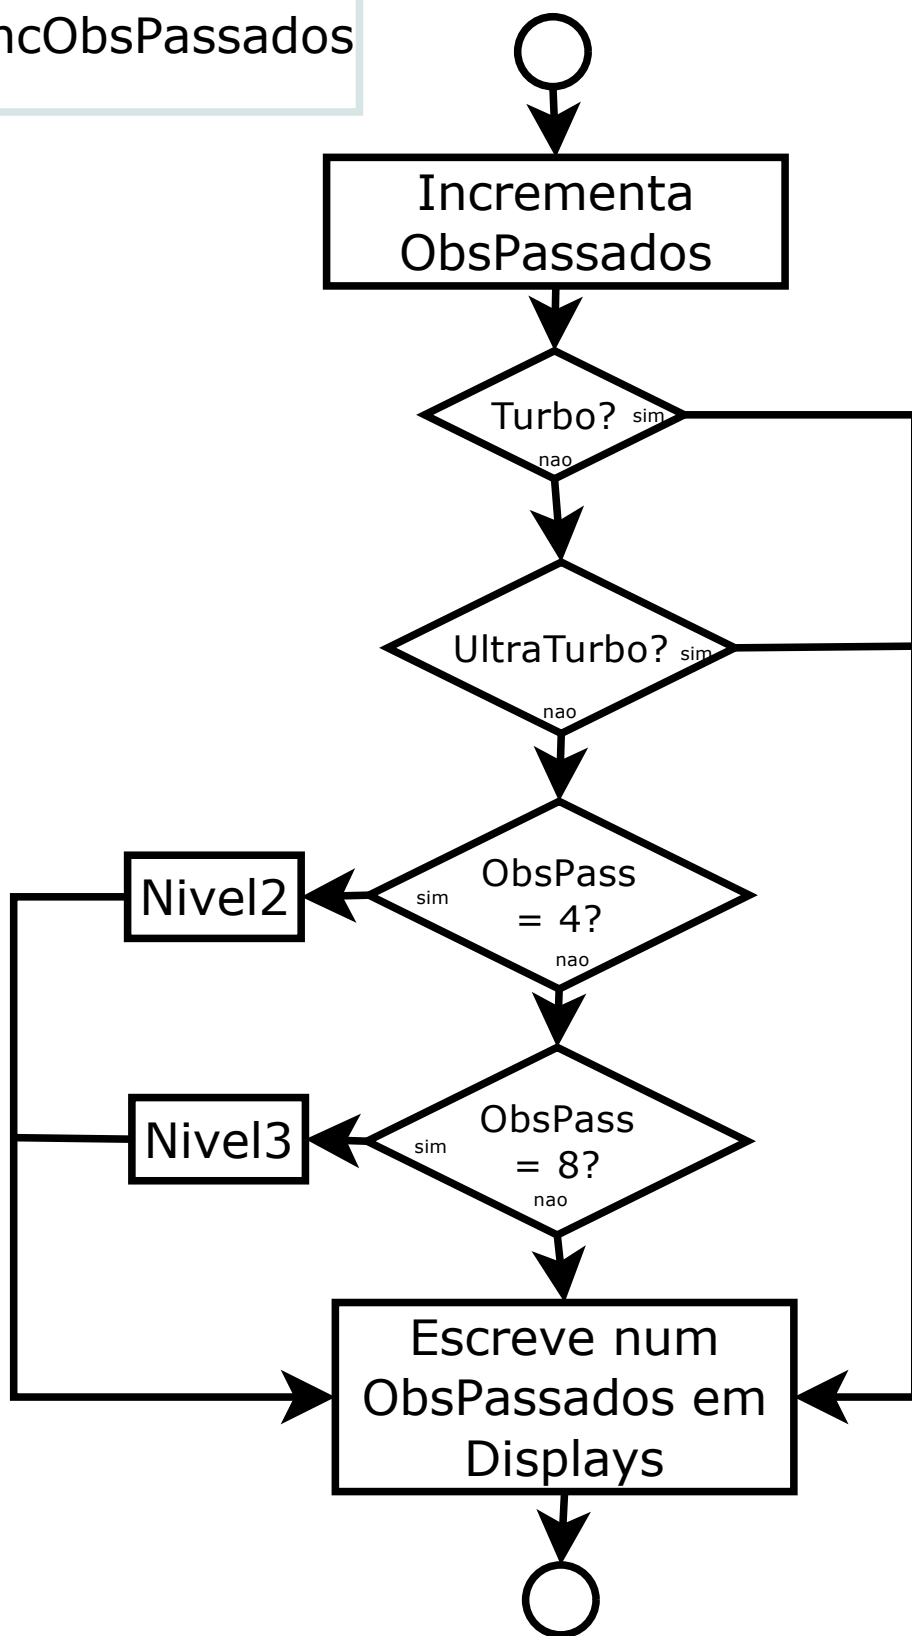 ncObsPassados
Incrementa
ObsPassados
Turbo? sim
nao
UltraTurbo? sim
nao
ObsPass
= 4?
sim
nao
Nivel2
ObsPass
= 8?
sim
nao
Nivel3
Escreve num
ObsPassados em
Displays